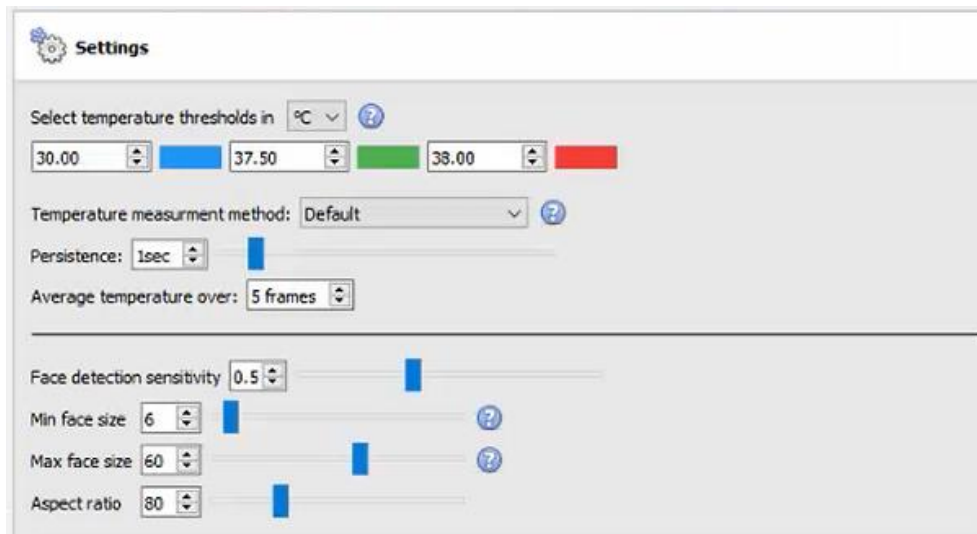 Settings
Select temperature thresholds in ºC
30.00 37.50 38.00
Temperature measurment method: Default
Persistence: 1sec
Average temperature over: 5 frames
Face detection sensitivity 0.5
Min face size 6
Max face size 60
Aspect ratio 80